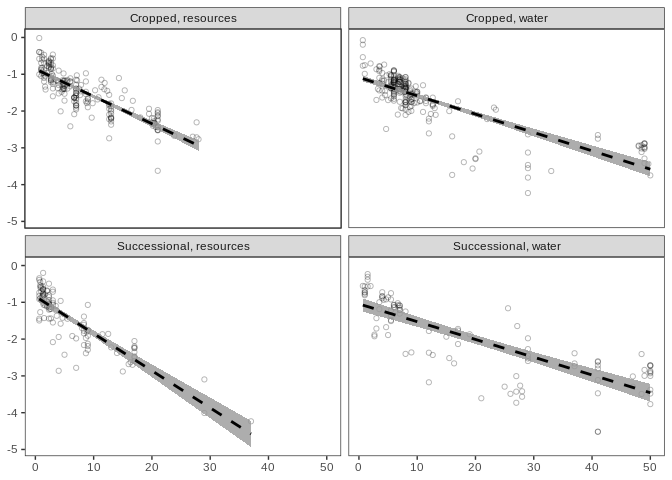 Cropped, resources
Cropped, water
0
-1
-2
-3
-4
-5
Successional, resources
Successional, water
0
-1
-2
-3
-4
-5
0 10 20 30 40 50
0 10 20 30 40 50